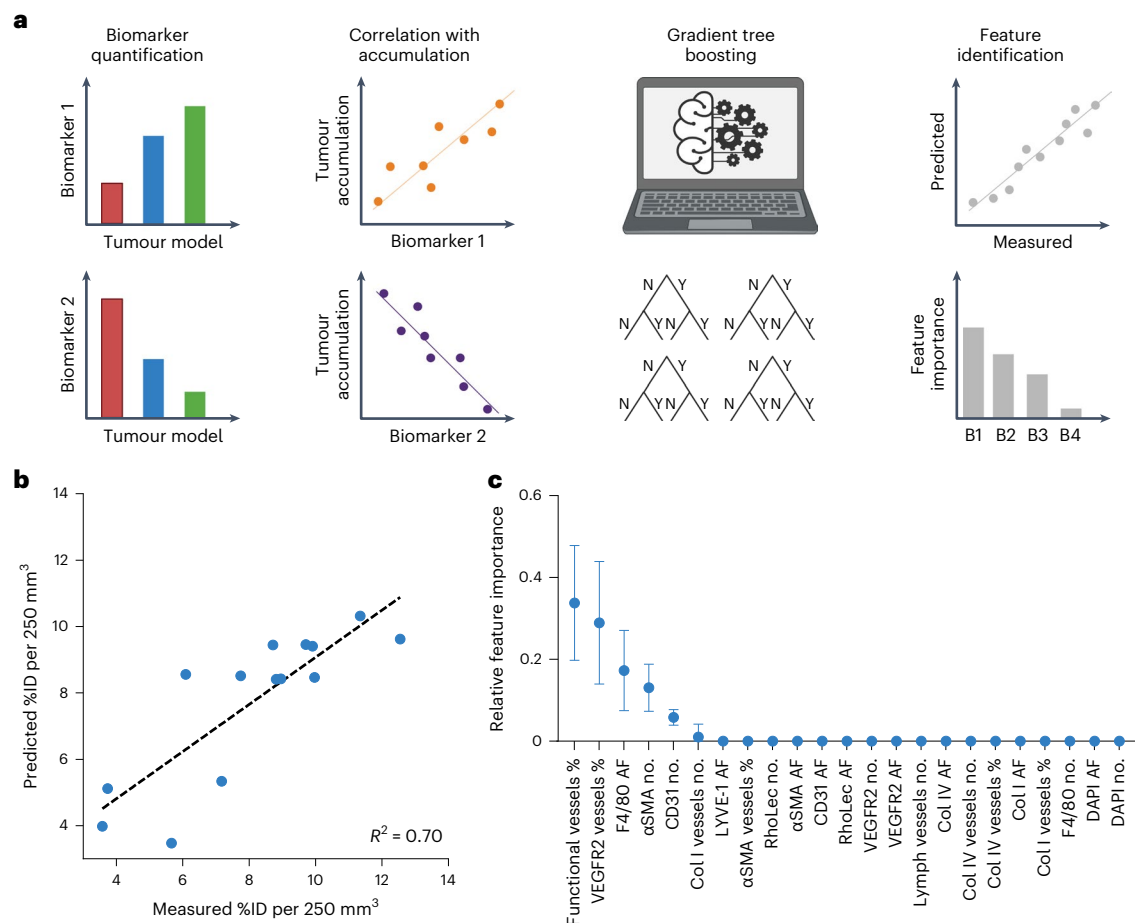 a
Biomarker
quantification
Correlation with
accumulation
Gradient tree
boosting
Feature
identification
Biomarker 1
Tumour model
Tumour
accumulation
Biomarker 1
Predicted
Measured
Biomarker 2
Tumour model
Tumour
accumulation
Biomarker 2
N Y N Y
N Y N Y N Y N Y
N Y N Y
N Y N Y N Y N Y
Feature
importance
B1 B2 B3 B4
b
Predicted %ID per 250 mm³
14
12
10
8
6
4
R² = 0.70
4 6 8 10 12 14
Measured %ID per 250 mm³
c
Relative feature importance
0.6
0.4
0.2
0
Functional vessels %
VEGFR2 vessels %
F4/80 AF
αSMA no.
CD31 no.
Col I vessels no.
LYVE-1 AF
αSMA vessels %
RhoLec no.
αSMA AF
CD31 AF
RhoLec AF
VEGFR2 no.
VEGFR2 AF
Lymph vessels no.
Col IV AF
Col IV vessels no.
Col IV vessels %
Col I AF
Col I vessels %
F4/80 no.
DAPI AF
DAPI no.